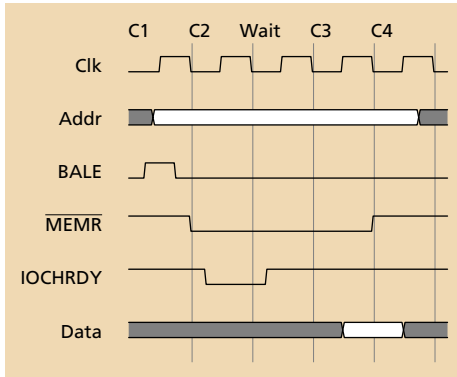 C1 C2 Wait C3 C4
Clk
Addr
BALE
MEMR
IOCHRDY
Data